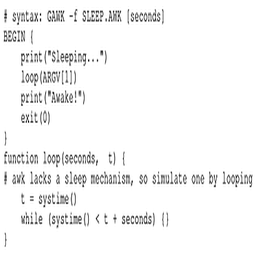 # syntax: GAWK -f SLEEP.AWK [seconds]
BEGIN {
    print("Sleeping...")
    loop(ARGV[1])
    print("Awake!")
    exit(0)
}
function loop(seconds,  t) {
# awk lacks a sleep mechanism, so simulate one by looping
    t = systime()
    while (systime() < t + seconds) {}
}